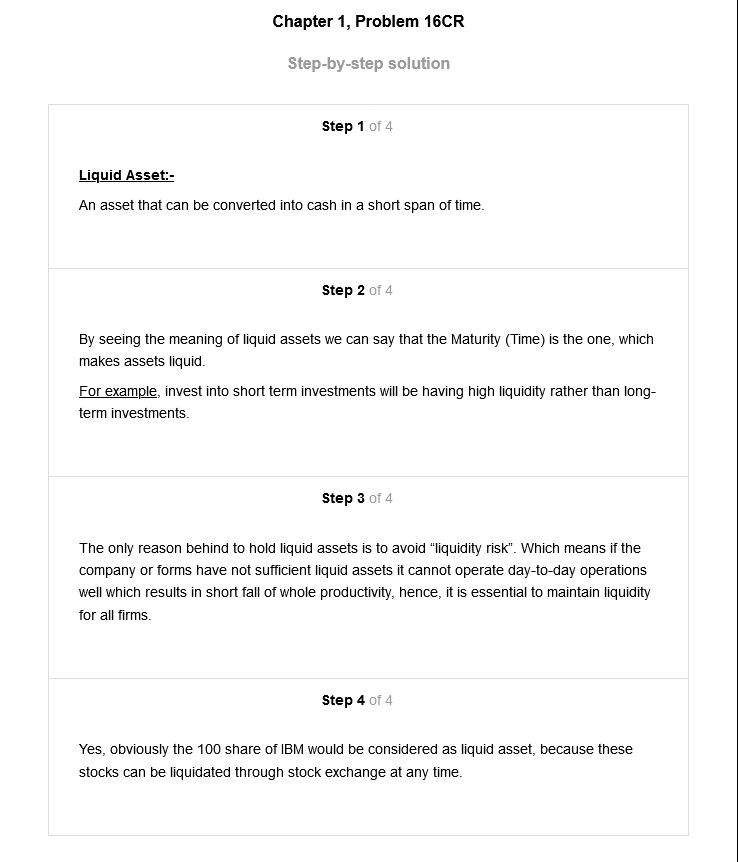 Chapter 1, Problem 16CR
Step-by-step solution
Step 1 of 4
Liquid Asset:-
An asset that can be converted into cash in a short span of time.
Step 2 of 4
By seeing the meaning of liquid assets we can say that the Maturity (Time) is the one, which
makes assets liquid.
For example, invest into short term investments will be having high liquidity rather than long-
term investments.
Step 3 of 4
The only reason behind to hold liquid assets is to avoid “liquidity risk”. Which means if the
company or forms have not sufficient liquid assets it cannot operate day-to-day operations
well which results in short fall of whole productivity, hence, it is essential to maintain liquidity
for all firms.
Step 4 of 4
Yes, obviously the 100 share of IBM would be considered as liquid asset, because these
stocks can be liquidated through stock exchange at any time.